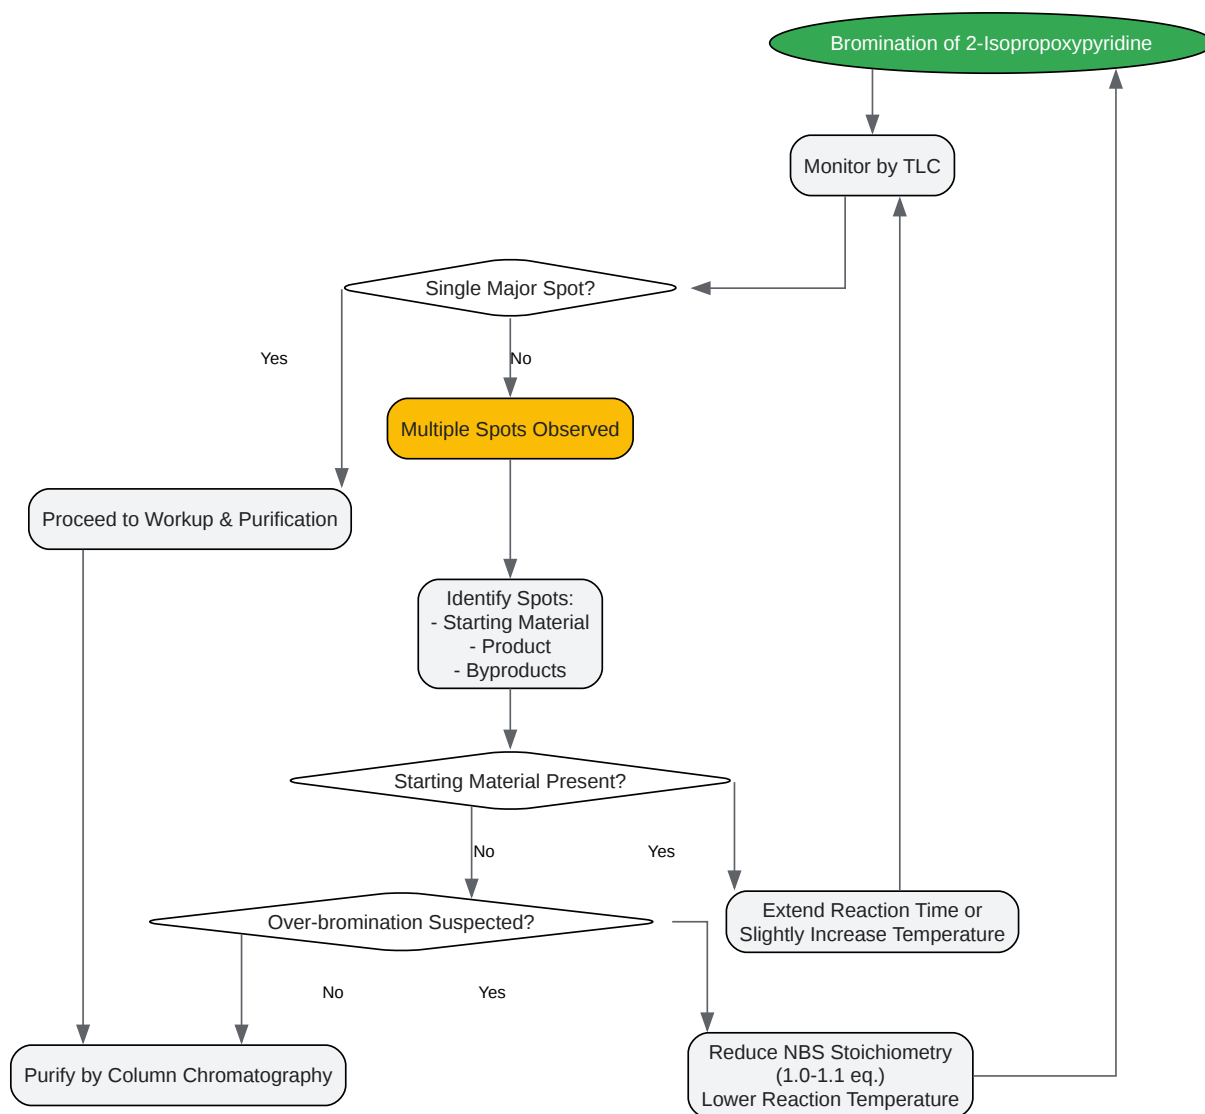 Bromination of 2-Isopropoxypyridine
Monitor by TLC
Single Major Spot?
Yes
No
Multiple Spots Observed
Proceed to Workup & Purification
Identify Spots:
- Starting Material
- Product
- Byproducts
Starting Material Present?
No
Yes
Over-bromination Suspected?
Extend Reaction Time or
Slightly Increase Temperature
No
Yes
Purify by Column Chromatography
Reduce NBS Stoichiometry
(1.0-1.1 eq.)
Lower Reaction Temperature